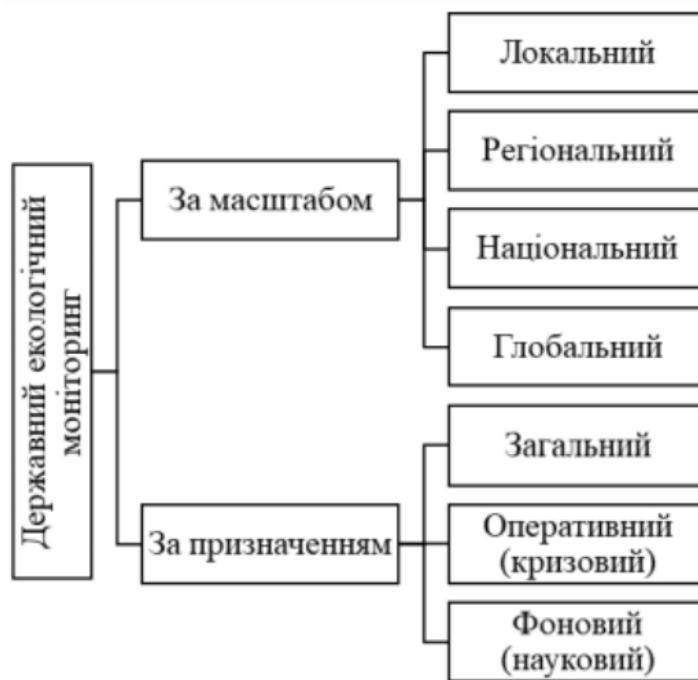 Державний екологічний
моніторинг
За масштабом
Локальний
Регіональний
Національний
Глобальний
За призначенням
Загальний
Оперативний
(кризовий)
Фоновий
(науковий)